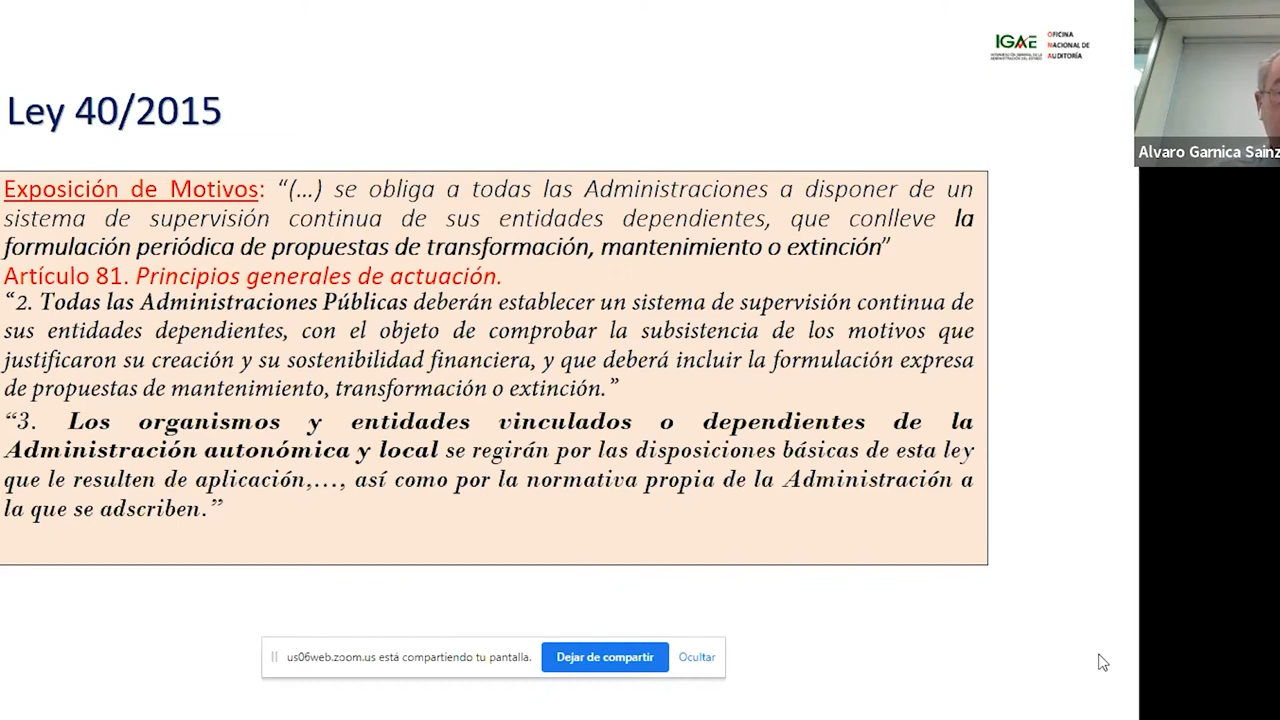 IGAE
OFICINA
NACIONAL DE
AUDITORÍA
Ley 40/2015
Alvaro Garnica Sainz
Exposición de Motivos: “(...) se obliga a todas las Administraciones a disponer de un
sistema de supervisión continua de sus entidades dependientes, que conlleve la
formulación periódica de propuestas de transformación, mantenimiento o extinción”
Artículo 81. Principios generales de actuación.
“2. Todas las Administraciones Públicas deberán establecer un sistema de supervisión continua de
sus entidades dependientes, con el objeto de comprobar la subsistencia de los motivos que
justificaron su creación y su sostenibilidad financiera, y que deberá incluir la formulación expresa
de propuestas de mantenimiento, transformación o extinción.”
“3. Los organismos y entidades vinculados o dependientes de la
Administración autonómica y local se regirán por las disposiciones básicas de esta ley
que le resulten de aplicación,..., así como por la normativa propia de la Administración a
la que se adscriben.”
us06web.zoom.us está compartiendo tu pantalla.
Dejar de compartir
Ocultar